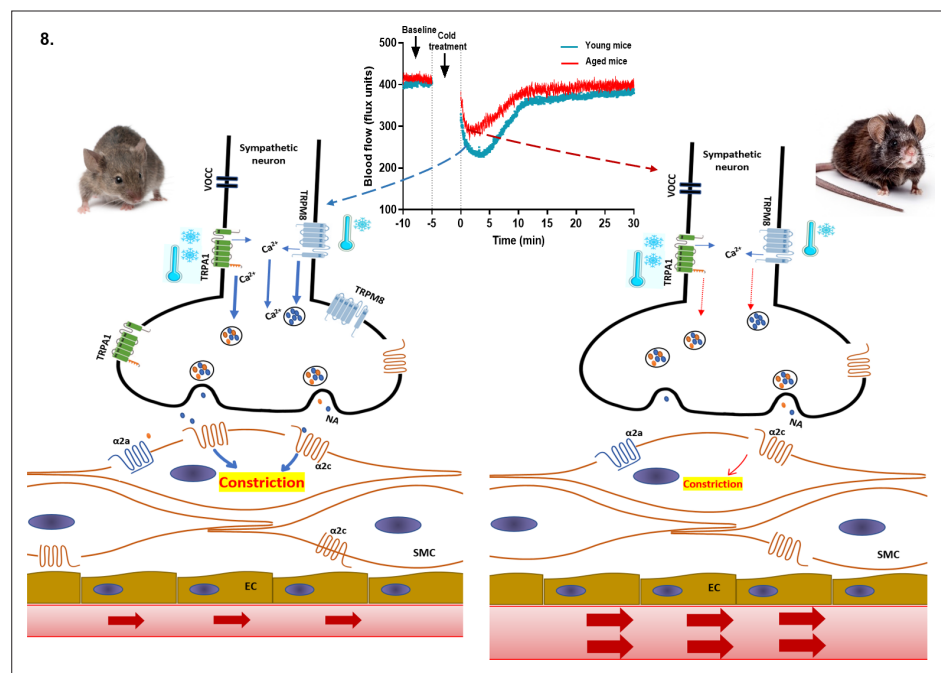 8.
Baseline
Cold
treatment
Young mice
Aged mice
Blood flow (flux units)
500
400
300
200
100
-10
-5
0
5
10
15
20
25
30
Time (min)
Sympathetic
neuron
VOCC
TRPM8
TRPA1
Ca²⁺
Ca²⁺
Ca²⁺
TRPM8
TRPA1
NA
α2a
α2c
Constriction
α2c
SMC
EC
Sympathetic
neuron
VOCC
TRPM8
TRPA1
Ca²⁺
NA
α2a
α2c
Constriction
SMC
EC